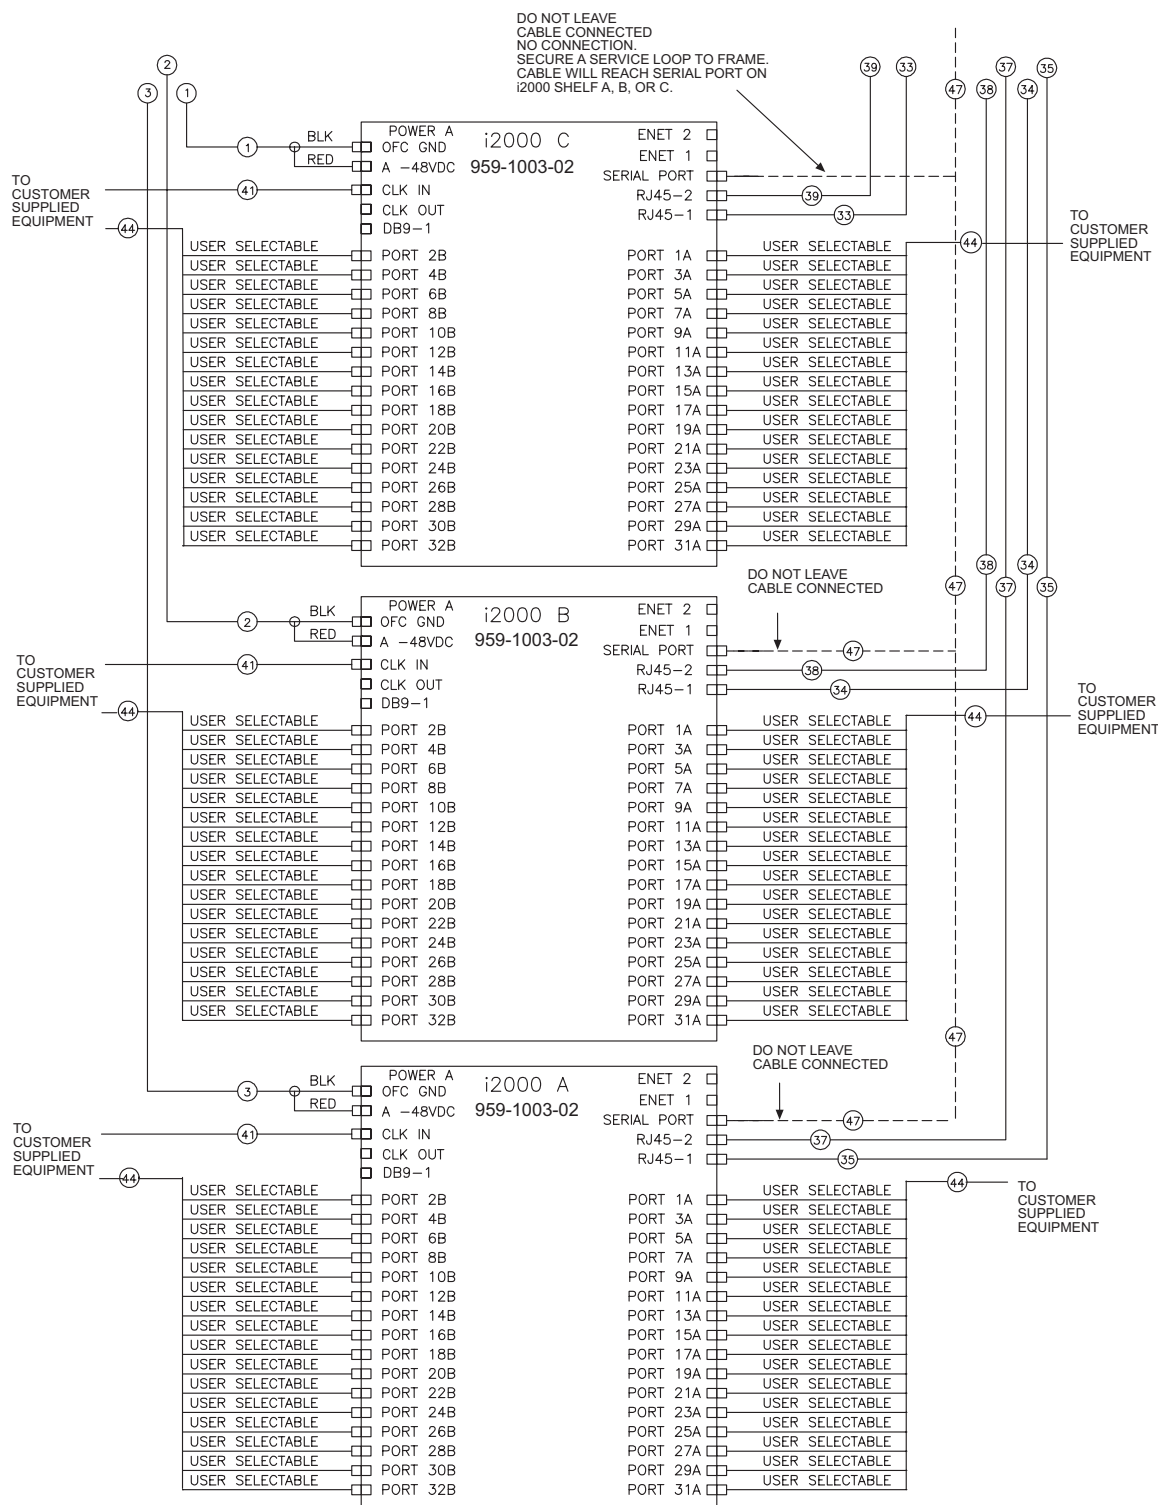 DO NOT LEAVE
CABLE CONNECTED
NO CONNECTION.
SECURE A SERVICE LOOP TO FRAME.
CABLE WILL REACH SERIAL PORT ON
i2000 SHELF A, B, OR C.
2 39 33 37 35
3 1 47 38 34
POWER A i2000 C ENET 2
1 BLK OFC GND ENET 1
RED A −48VDC 959-1003-02 SERIAL PORT
TO
CUSTOMER
SUPPLIED
EQUIPMENT
41 CLK IN RJ45−2 39
CLK OUT RJ45−1 33
DB9−1
44
TO
CUSTOMER
SUPPLIED
EQUIPMENT
44
USER SELECTABLE PORT 2B PORT 1A USER SELECTABLE
USER SELECTABLE PORT 4B PORT 3A USER SELECTABLE
USER SELECTABLE PORT 6B PORT 5A USER SELECTABLE
USER SELECTABLE PORT 8B PORT 7A USER SELECTABLE
USER SELECTABLE PORT 10B PORT 9A USER SELECTABLE
USER SELECTABLE PORT 12B PORT 11A USER SELECTABLE
USER SELECTABLE PORT 14B PORT 13A USER SELECTABLE
USER SELECTABLE PORT 16B PORT 15A USER SELECTABLE
USER SELECTABLE PORT 18B PORT 17A USER SELECTABLE
USER SELECTABLE PORT 20B PORT 19A USER SELECTABLE
USER SELECTABLE PORT 22B PORT 21A USER SELECTABLE
USER SELECTABLE PORT 24B PORT 23A USER SELECTABLE
USER SELECTABLE PORT 26B PORT 25A USER SELECTABLE
USER SELECTABLE PORT 28B PORT 27A USER SELECTABLE
USER SELECTABLE PORT 30B PORT 29A USER SELECTABLE
USER SELECTABLE PORT 32B PORT 31A USER SELECTABLE
38 34
47 37 35
DO NOT LEAVE
CABLE CONNECTED
POWER A i2000 B ENET 2
2 BLK OFC GND ENET 1
RED A −48VDC 959-1003-02 SERIAL PORT 47
TO
CUSTOMER
SUPPLIED
EQUIPMENT
41 CLK IN RJ45−2 38
CLK OUT RJ45−1 34
DB9−1
44
TO
CUSTOMER
SUPPLIED
EQUIPMENT
44
USER SELECTABLE PORT 2B PORT 1A USER SELECTABLE
USER SELECTABLE PORT 4B PORT 3A USER SELECTABLE
USER SELECTABLE PORT 6B PORT 5A USER SELECTABLE
USER SELECTABLE PORT 8B PORT 7A USER SELECTABLE
USER SELECTABLE PORT 10B PORT 9A USER SELECTABLE
USER SELECTABLE PORT 12B PORT 11A USER SELECTABLE
USER SELECTABLE PORT 14B PORT 13A USER SELECTABLE
USER SELECTABLE PORT 16B PORT 15A USER SELECTABLE
USER SELECTABLE PORT 18B PORT 17A USER SELECTABLE
USER SELECTABLE PORT 20B PORT 19A USER SELECTABLE
USER SELECTABLE PORT 22B PORT 21A USER SELECTABLE
USER SELECTABLE PORT 24B PORT 23A USER SELECTABLE
USER SELECTABLE PORT 26B PORT 25A USER SELECTABLE
USER SELECTABLE PORT 28B PORT 27A USER SELECTABLE
USER SELECTABLE PORT 30B PORT 29A USER SELECTABLE
USER SELECTABLE PORT 32B PORT 31A USER SELECTABLE
47
DO NOT LEAVE
CABLE CONNECTED
POWER A i2000 A ENET 2
3 BLK OFC GND ENET 1
RED A −48VDC 959-1003-02 SERIAL PORT 47
TO
CUSTOMER
SUPPLIED
EQUIPMENT
41 CLK IN RJ45−2 37
CLK OUT RJ45−1 35
DB9−1
44
44
TO
CUSTOMER
SUPPLIED
EQUIPMENT
USER SELECTABLE PORT 2B PORT 1A USER SELECTABLE
USER SELECTABLE PORT 4B PORT 3A USER SELECTABLE
USER SELECTABLE PORT 6B PORT 5A USER SELECTABLE
USER SELECTABLE PORT 8B PORT 7A USER SELECTABLE
USER SELECTABLE PORT 10B PORT 9A USER SELECTABLE
USER SELECTABLE PORT 12B PORT 11A USER SELECTABLE
USER SELECTABLE PORT 14B PORT 13A USER SELECTABLE
USER SELECTABLE PORT 16B PORT 15A USER SELECTABLE
USER SELECTABLE PORT 18B PORT 17A USER SELECTABLE
USER SELECTABLE PORT 20B PORT 19A USER SELECTABLE
USER SELECTABLE PORT 22B PORT 21A USER SELECTABLE
USER SELECTABLE PORT 24B PORT 23A USER SELECTABLE
USER SELECTABLE PORT 26B PORT 25A USER SELECTABLE
USER SELECTABLE PORT 28B PORT 27A USER SELECTABLE
USER SELECTABLE PORT 30B PORT 29A USER SELECTABLE
USER SELECTABLE PORT 32B PORT 31A USER SELECTABLE